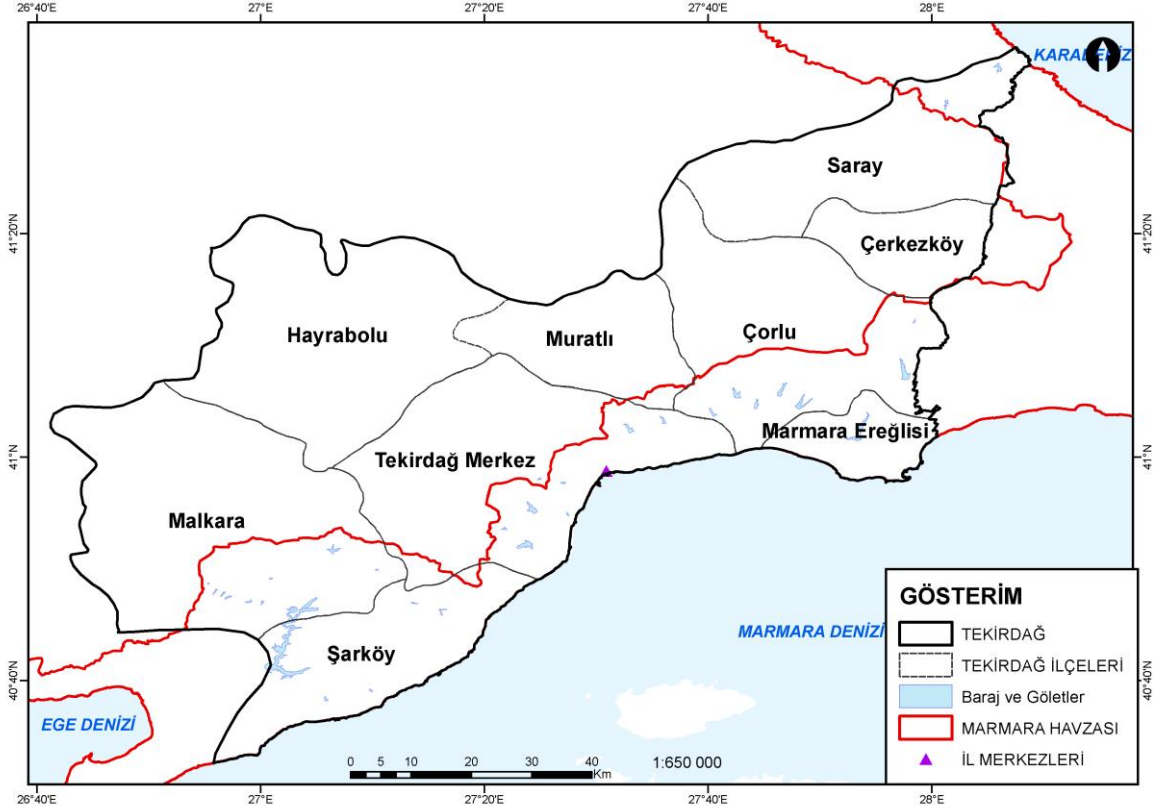 26°40'E 27°E 27°20'E 27°40'E 28°E
KARADENİZ
Saray
41°20'N 41°20'N
Çerkezköy
Hayrabolu
Muratlı
Çorlu
Marmara Ereğlisi
41°N 41°N
Tekirdağ Merkez
Malkara
GÖSTERİM
MARMARA DENİZİ
TEKİRDAĞ
Şarköy
TEKİRDAĞ İLÇELERİ
40°40'N 40°40'N
Baraj ve Göletler
EGE DENİZİ
MARMARA HAVZASI
İL MERKEZLERİ
0 5 10 20 30 40
Km
1:650 000
26°40'E 27°E 27°20'E 27°40'E 28°E